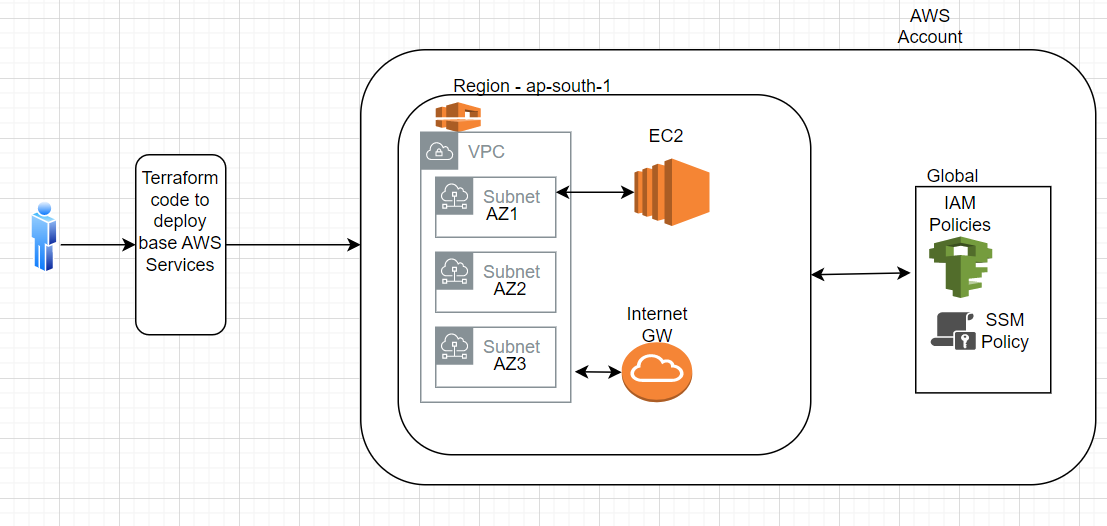 AWS
Account
Region - ap-south-1
VPC
EC2
Subnet
AZ1
Subnet
AZ2
Subnet
AZ3
Internet
GW
Terraform
code to
deploy
base AWS
Services
Global
IAM
Policies
SSM
Policy